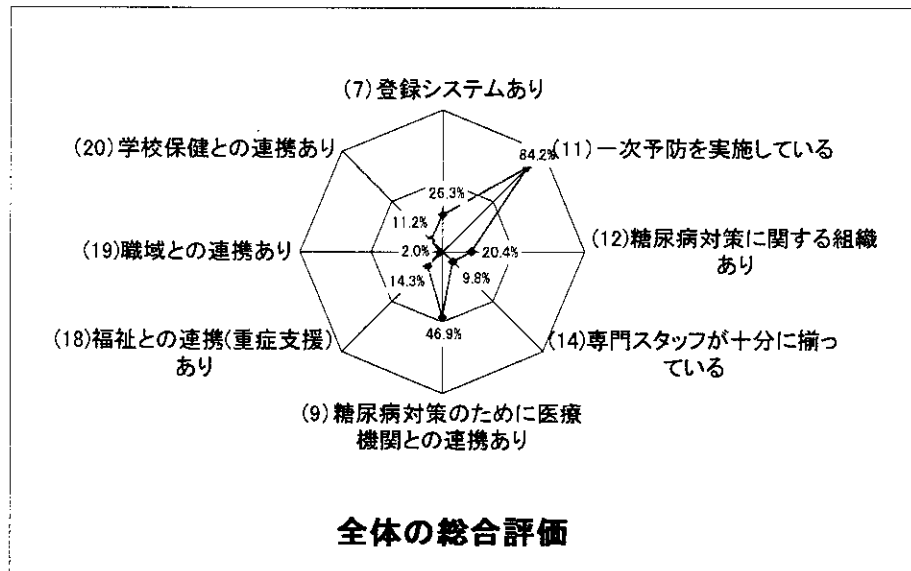 (7)登録システムあり
(20)学校保健との連携あり
84.2%
(11)一次予防を実施している
26.3%
11.2%
(19)職域との連携あり
2.0%
20.4%
(12)糖尿病対策に関する組織
あり
14.3%
9.8%
(18)福祉との連携(重症支援)
あり
46.9%
(14)専門スタッフが十分に揃っ
ている
(9)糖尿病対策のために医療
機関との連携あり
全体の総合評価